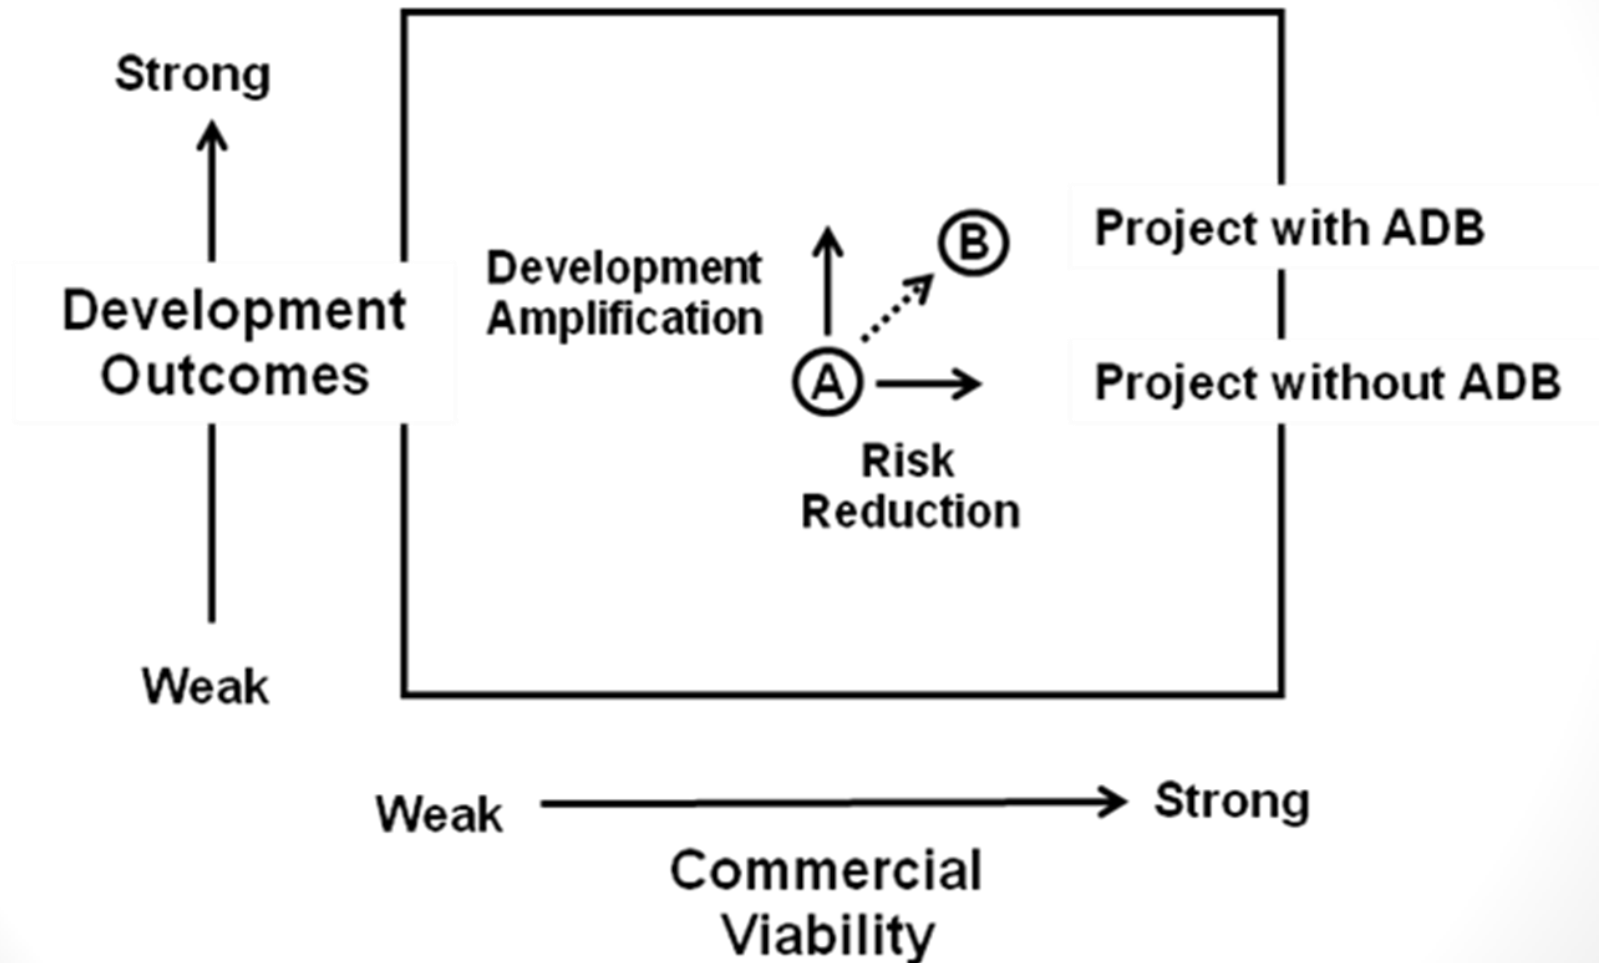 Strong
Development
Outcomes
Weak
Development
Amplification
B
Project with ADB
A
Project without ADB
Risk
Reduction
Weak
Strong
Commercial
Viability